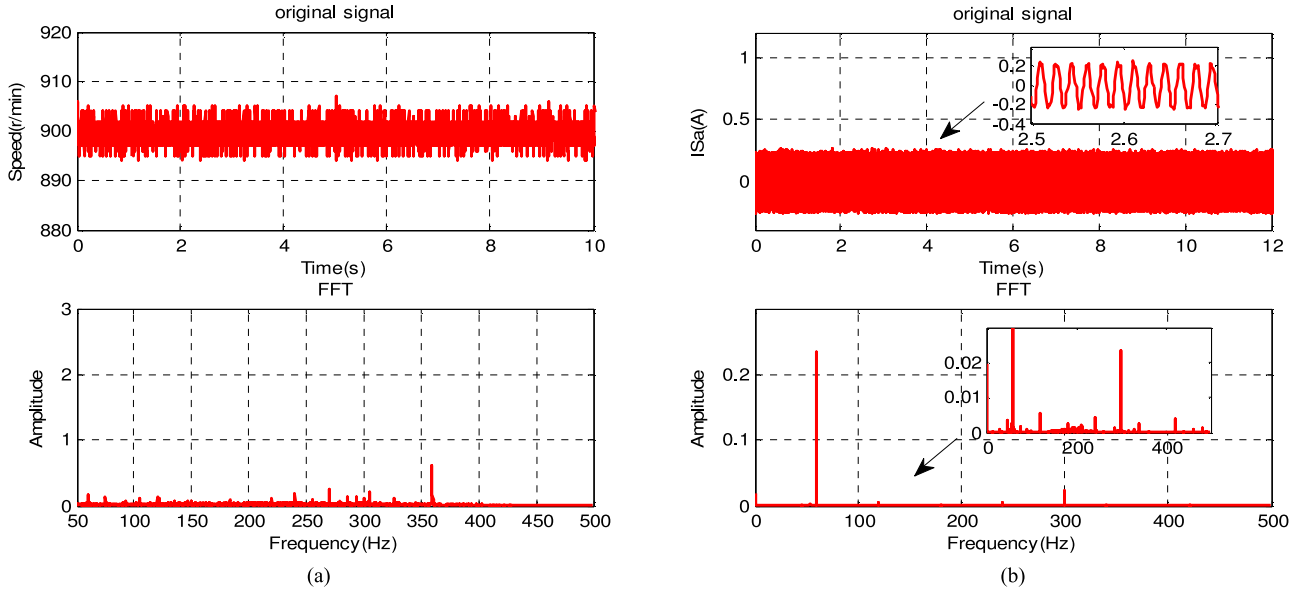 original signal
Speed(r/min)
920
910
900
890
880
0 2 4 6 8 10
Time(s)
FFT
Amplitude
3
2
1
0
50 100 150 200 250 300 350 400 450 500
Frequency(Hz)
(a)
original signal
ISa(A)
1
0.5
0
0.2
0
-0.2
-0.4
2.5 2.6 2.7
0 2 4 6 8 10 12
Time(s)
FFT
Amplitude
0.2
0.1
0
0.02
0.01
0
0 200 400
0 100 200 300 400 500
Frequency(Hz)
(b)